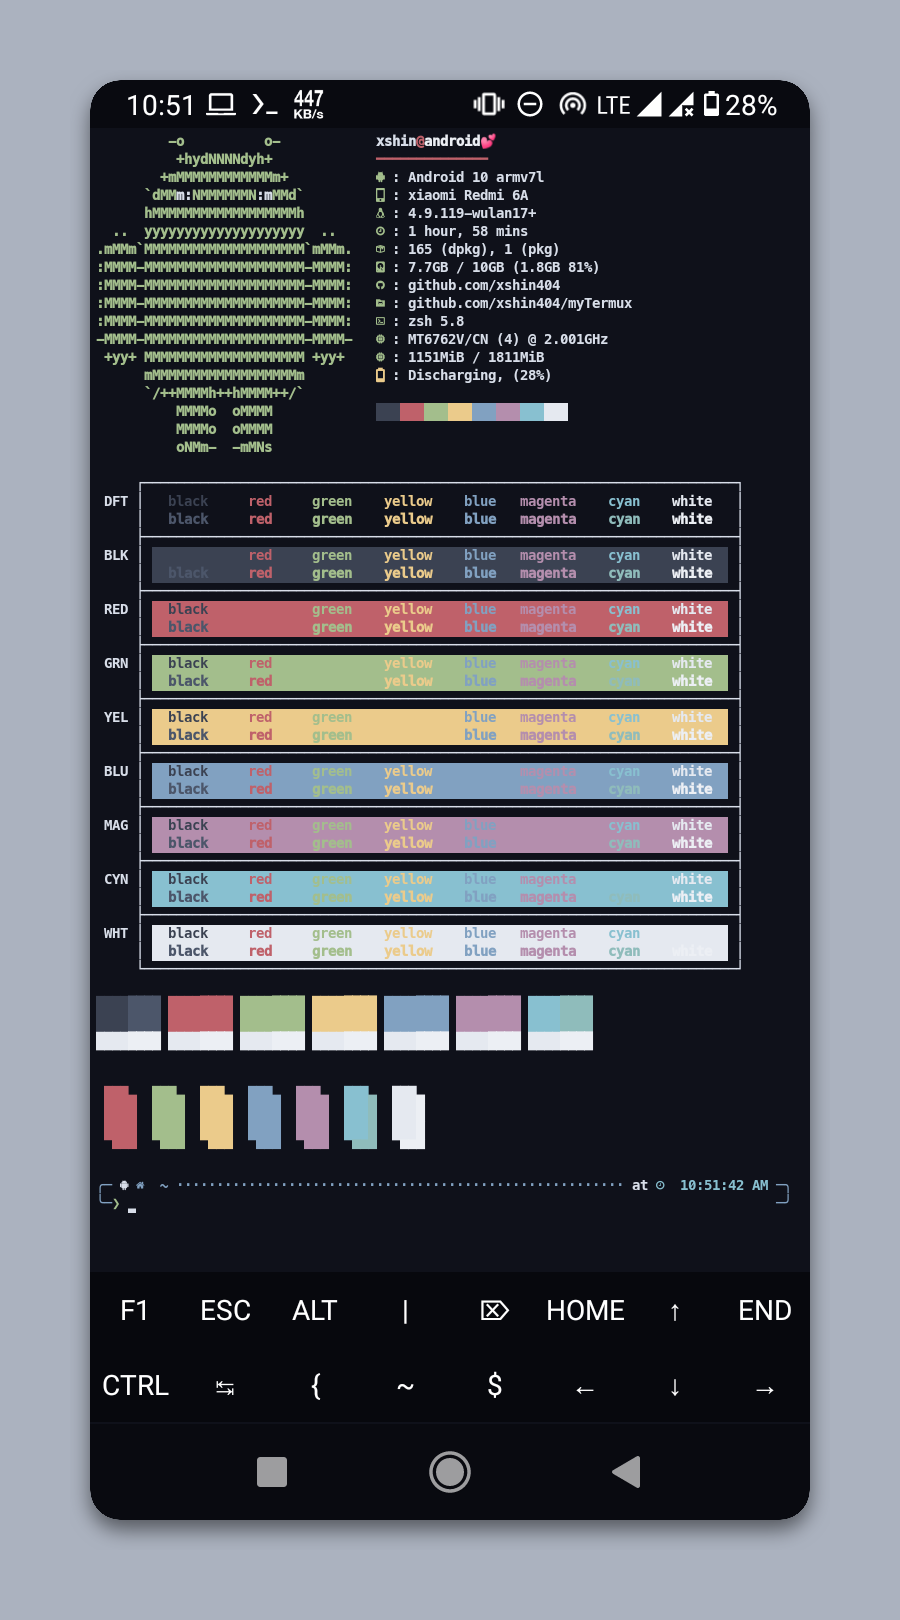 10:51 447 KB/s LTE 28%
-o          o-
+hydNNNNdyh+
+mMMMMMMMMMMMMm+
`dMMm:NMMMMMMN:mMMd`
hMMMMMMMMMMMMMMMMMMh
..  yyyyyyyyyyyyyyyyyyyy  ..
.mMMm`MMMMMMMMMMMMMMMMMMMM`mMMm.
:MMMM-MMMMMMMMMMMMMMMMMMMM-MMMM:
:MMMM-MMMMMMMMMMMMMMMMMMMM-MMMM:
:MMMM-MMMMMMMMMMMMMMMMMMMM-MMMM:
:MMMM-MMMMMMMMMMMMMMMMMMMM-MMMM:
-MMMM-MMMMMMMMMMMMMMMMMMMM-MMMM-
+yy+ MMMMMMMMMMMMMMMMMMMM +yy+
mMMMMMMMMMMMMMMMMMMm
`/++MMMMh++hMMMM++/`
MMMMo  oMMMM
MMMMo  oMMMM
oNMm-  -mMNs
xshin@android💕
: Android 10 armv7l
: xiaomi Redmi 6A
: 4.9.119-wulan17+
: 1 hour, 58 mins
: 165 (dpkg), 1 (pkg)
: 7.7GB / 10GB (1.8GB 81%)
: github.com/xshin404
: github.com/xshin404/myTermux
: zsh 5.8
: MT6762V/CN (4) @ 2.001GHz
: 1151MiB / 1811MiB
: Discharging, (28%)
DFT black red green yellow blue magenta cyan white
black red green yellow blue magenta cyan white
BLK red green yellow blue magenta cyan white
black red green yellow blue magenta cyan white
RED black green yellow blue magenta cyan white
black green yellow blue magenta cyan white
GRN black red yellow blue magenta cyan white
black red yellow blue magenta cyan white
YEL black red green blue magenta cyan white
black red green blue magenta cyan white
BLU black red green yellow magenta cyan white
black red green yellow magenta cyan white
MAG black red green yellow blue cyan white
black red green yellow blue cyan white
CYN black red green yellow blue magenta white
black red green yellow blue magenta cyan white
WHT black red green yellow blue magenta cyan
black red green yellow blue magenta cyan white
~ ........................................................ at 10:51:42 AM
❯
F1 ESC ALT | ⌦ HOME ↑ END
CTRL ↹ { ~ $ ← ↓ →